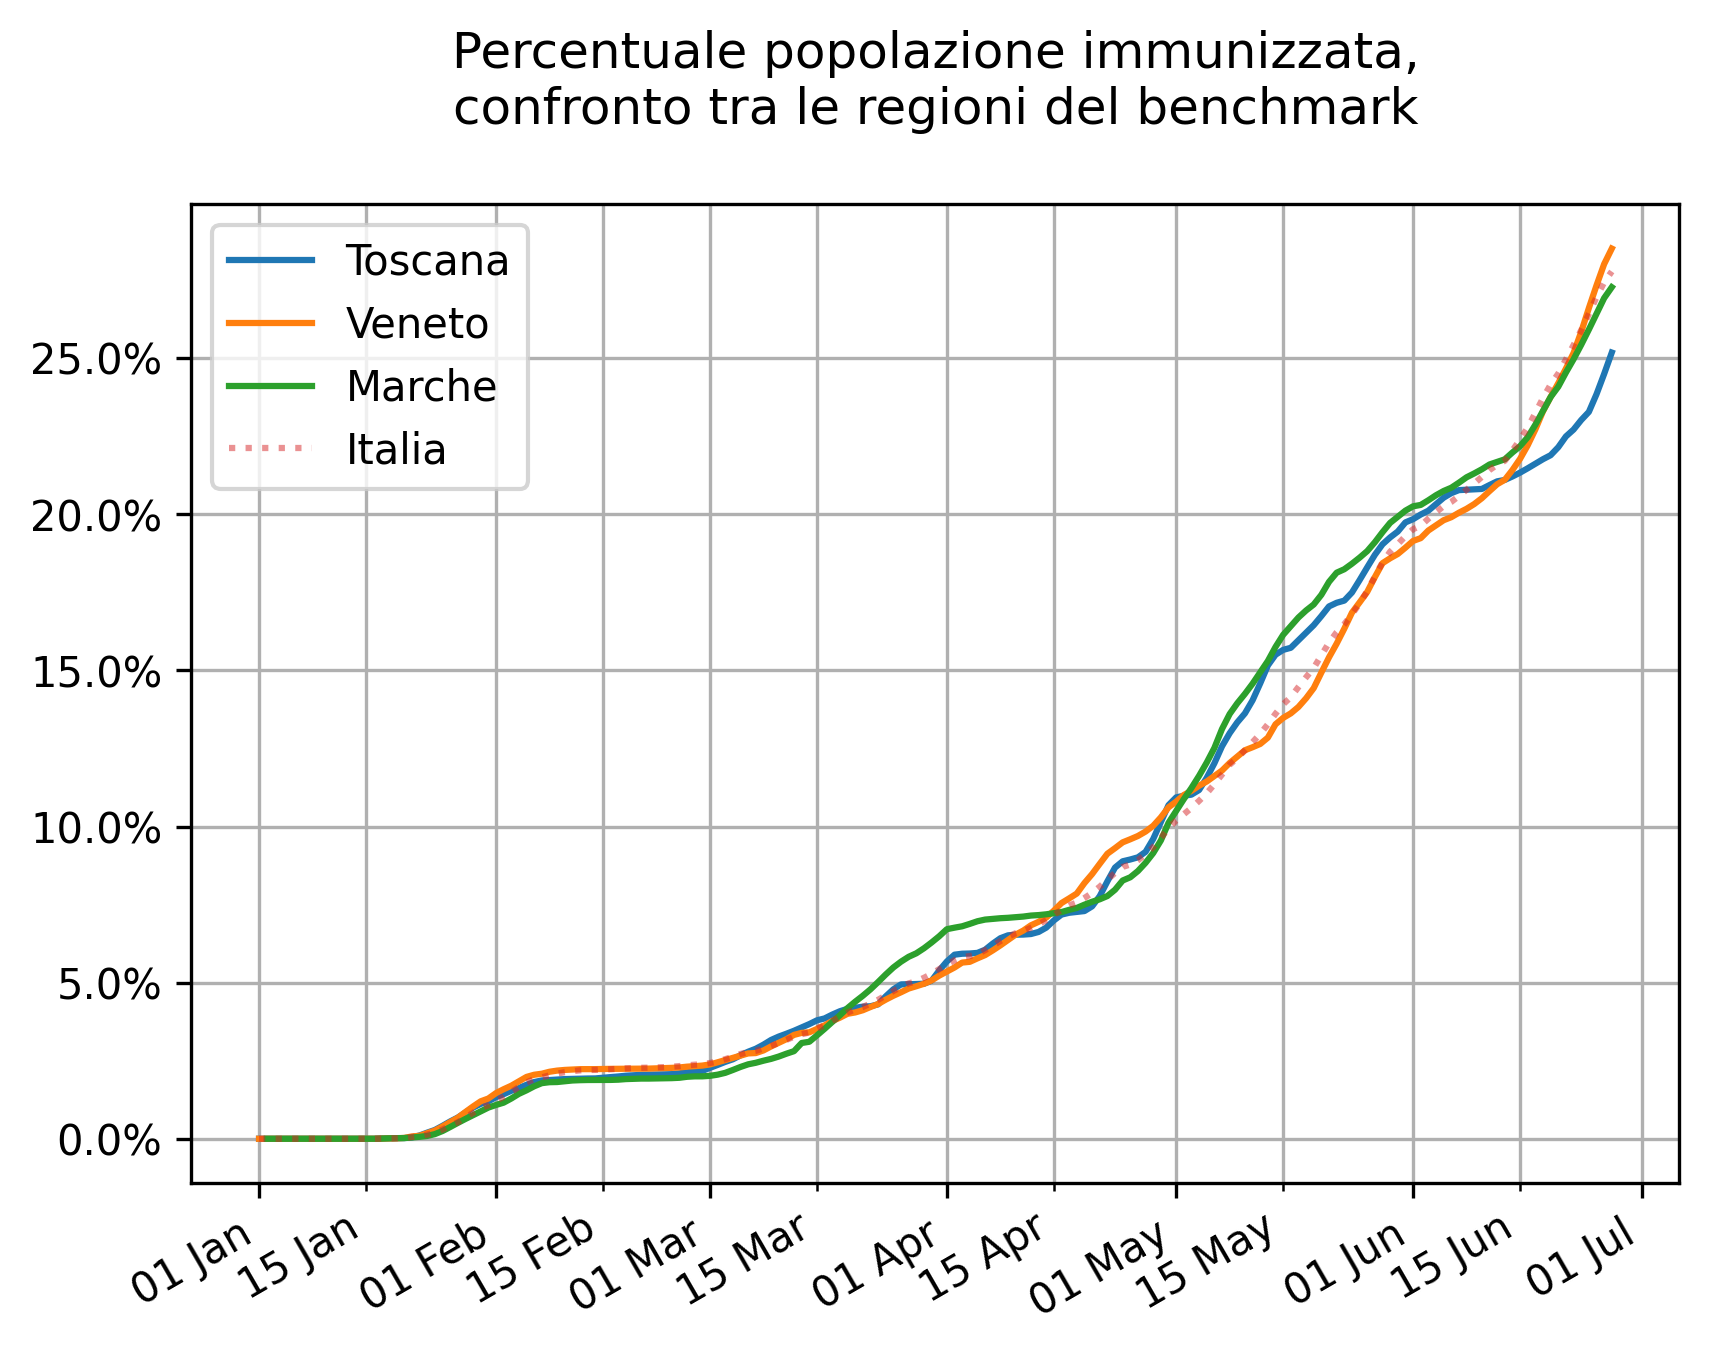 Percentuale popolazione immunizzata,
confronto tra le regioni del benchmark
Toscana
Veneto
Marche
Italia
25.0%
20.0%
15.0%
10.0%
5.0%
0.0%
01 Jan
15 Jan
01 Feb
15 Feb
01 Mar
15 Mar
01 Apr
15 Apr
01 May
15 May
01 Jun
15 Jun
01 Jul